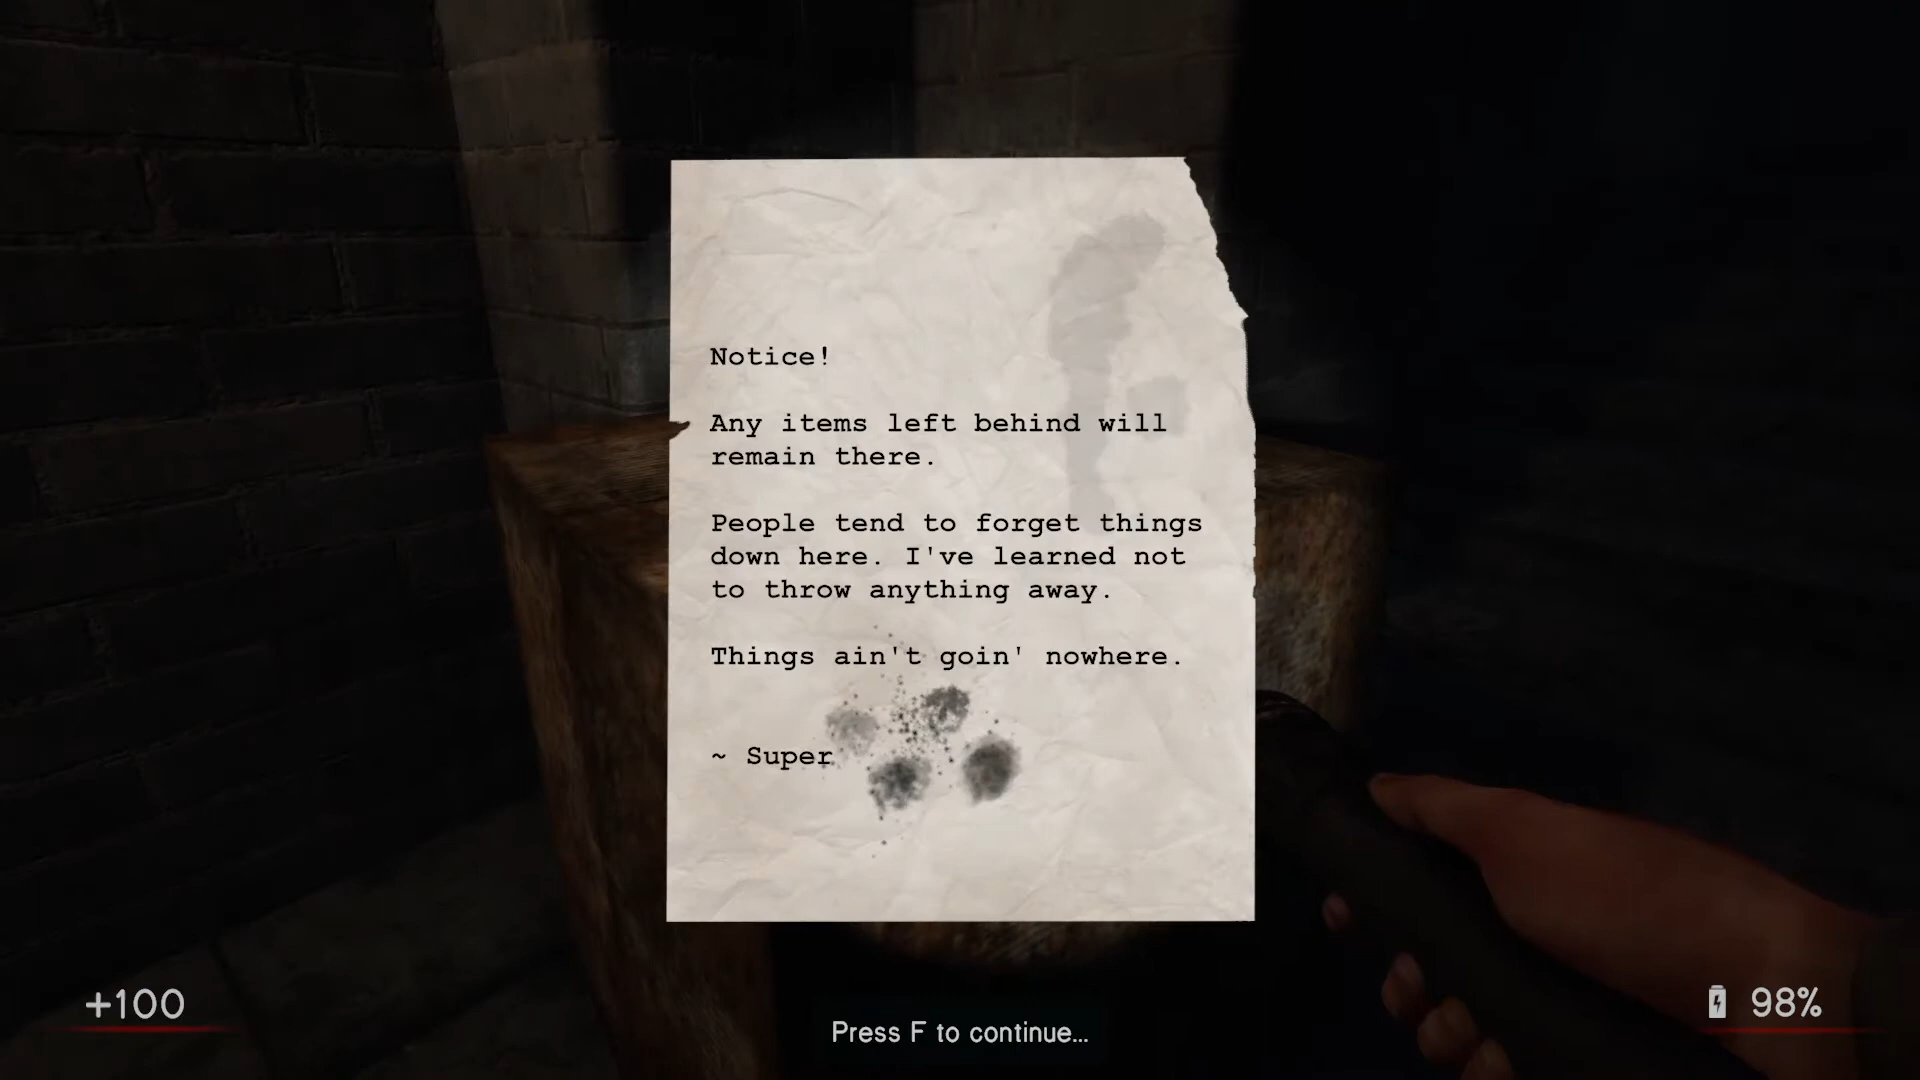 Notice!
Any items left behind will
remain there.
People tend to forget things
down here. I've learned not
to throw anything away.
Things ain't goin' nowhere.
~ Super
+100
98%
Press F to continue...